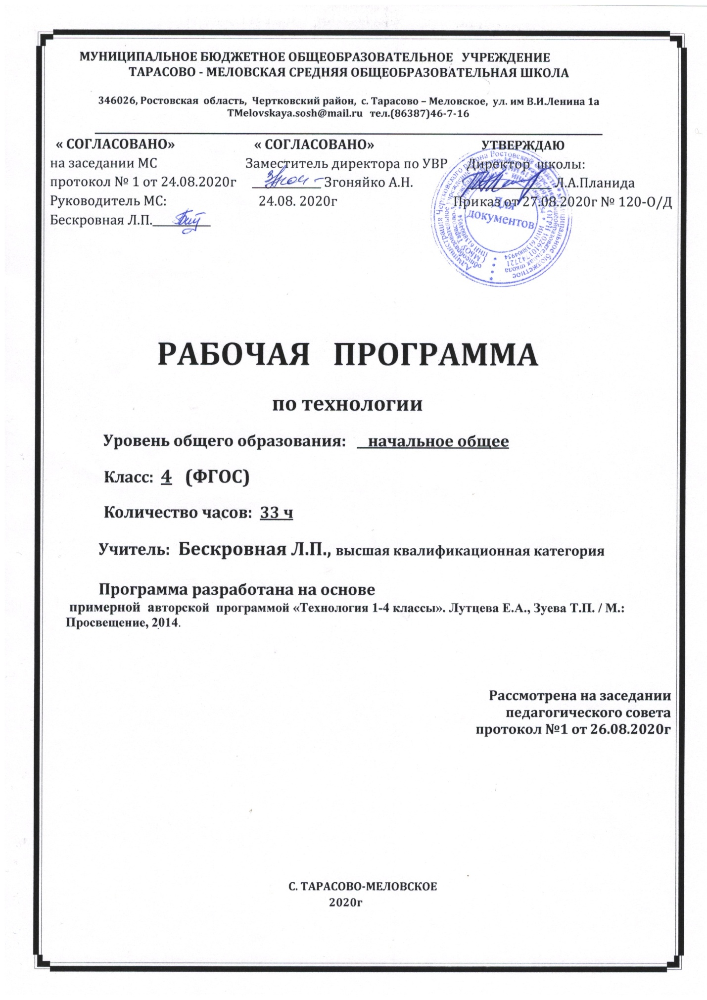 МУНИЦИПАЛЬНОЕ БЮДЖЕТНОЕ ОБЩЕОБРАЗОВАТЕЛЬНОЕ УЧРЕЖДЕНИЕ
ТАРАСОВО - МЕЛОВСКАЯ СРЕДНЯЯ ОБЩЕОБРАЗОВАТЕЛЬНАЯ ШКОЛА
346026, Ростовская область, Чертковский район, с. Тарасово – Меловское, ул. им В.И.Ленина 1а
TMelovskaya.sosh@mail.ru тел.(86387)46-7-16
« СОГЛАСОВАНО» « СОГЛАСОВАНО» УТВЕРЖДАЮ
на заседании МС Заместитель директора по УВР Директор школы:
протокол № 1 от 24.08.2020г __________ Згоняйко А.Н. ____________ Л.А.Планида
Руководитель МС: 24.08. 2020г Приказ от 27.08.2020г № 120-О/Д
Бескровная Л.П.________
Для
документов
РАБОЧАЯ ПРОГРАММА
по технологии
Уровень общего образования: начальное общее
Класс: 4 (ФГОС)
Количество часов: 33 ч
Учитель: Бескровная Л.П., высшая квалификационная категория
Программа разработана на основе
примерной авторской программой «Технология 1-4 классы». Лутцева Е.А., Зуева Т.П. / М.:
Просвещение, 2014.
Рассмотрена на заседании
педагогического совета
протокол №1 от 26.08.2020г
С. ТАРАСОВО-МЕЛОВСКОЕ
2020г